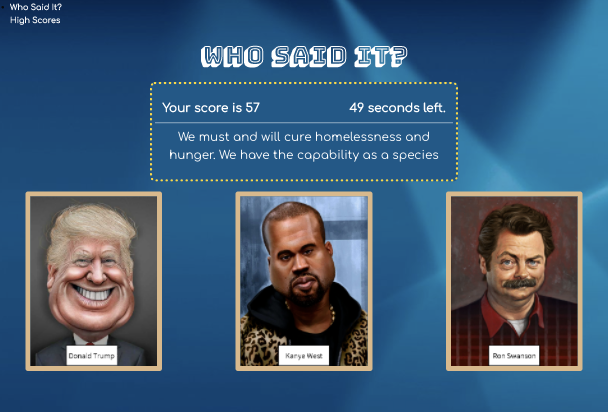 Who Said It?
High Scores
WHO SAID IT?
Your score is 57
49 seconds left.
We must and will cure homelessness and
hunger. We have the capability as a species
Donald Trump
Kanye West
Ron Swanson